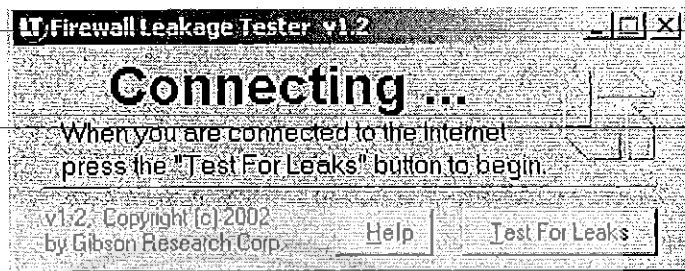 LT Firewall Leakage Tester v1.2
Connecting ...
When you are connected to the Internet
press the "Test For Leaks" button to begin.
v1.2, Copyright (c) 2002
by Gibson Research Corp.
Help
Test For Leaks